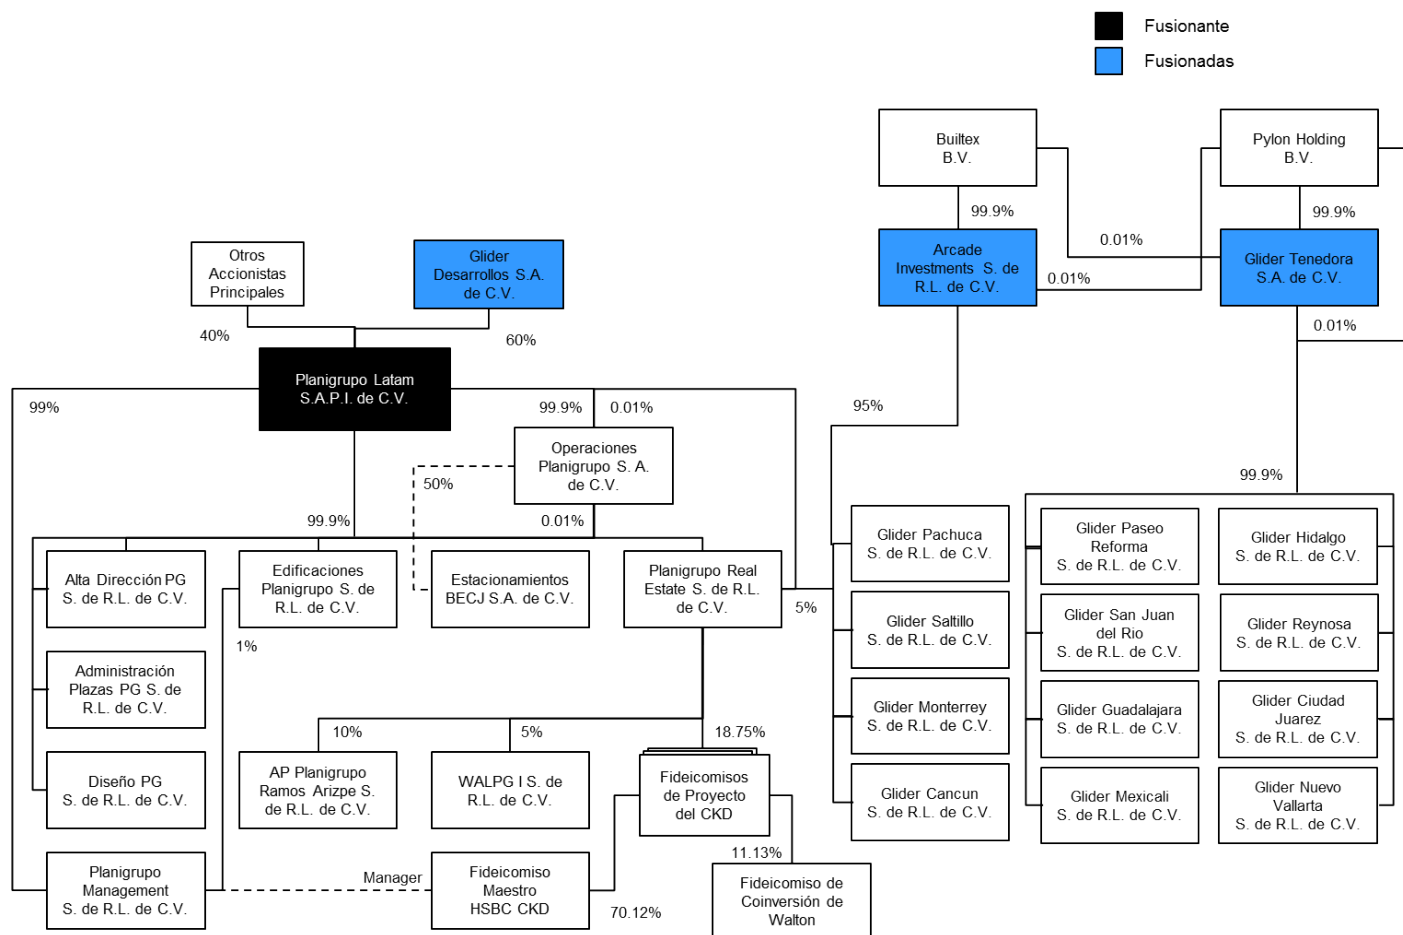 Fusionante
Fusionadas
Builtex
B.V.
Pylon Holding
B.V.
99.9%
99.9%
Otros
Accionistas
Principales
Glider
Desarrollos S.A.
de C.V.
Arcade
Investments S. de
R.L. de C.V.
0.01%
0.01%
Glider Tenedora
S.A. de C.V.
40%
60%
0.01%
Planigrupo Latam
S.A.P.I. de C.V.
99%
99.9%
0.01%
95%
Operaciones
Planigrupo S. A.
de C.V.
50%
99.9%
0.01%
99.9%
Alta Dirección PG
S. de R.L. de C.V.
Edificaciones
Planigrupo S. de
R.L. de C.V.
Estacionamientos
BECJ S.A. de C.V.
Planigrupo Real
Estate S. de R.L.
de C.V.
5%
1%
Glider Pachuca
S. de R.L. de C.V.
Glider Paseo
Reforma
S. de R.L. de C.V.
Glider Hidalgo
S. de R.L. de C.V.
Glider Saltillo
S. de R.L. de C.V.
Glider San Juan
del Rio
S. de R.L. de C.V.
Glider Reynosa
S. de R.L. de C.V.
Administración
Plazas PG S. de
R.L. de C.V.
Glider Monterrey
S. de R.L. de C.V.
Glider Guadalajara
S. de R.L. de C.V.
Glider Ciudad
Juarez
S. de R.L. de C.V.
10%
5%
18.75%
Diseño PG
S. de R.L. de C.V.
AP Planigrupo
Ramos Arizpe S.
de R.L. de C.V.
WALPG I S. de
R.L. de C.V.
Fideicomisos
de Proyecto
del CKD
Glider Cancun
S. de R.L. de C.V.
Glider Mexicali
S. de R.L. de C.V.
Glider Nuevo
Vallarta
S. de R.L. de C.V.
11.13%
Planigrupo
Management
S. de R.L. de C.V.
Manager
Fideicomiso
Maestro
HSBC CKD
70.12%
Fideicomiso de
Coinversión de
Walton